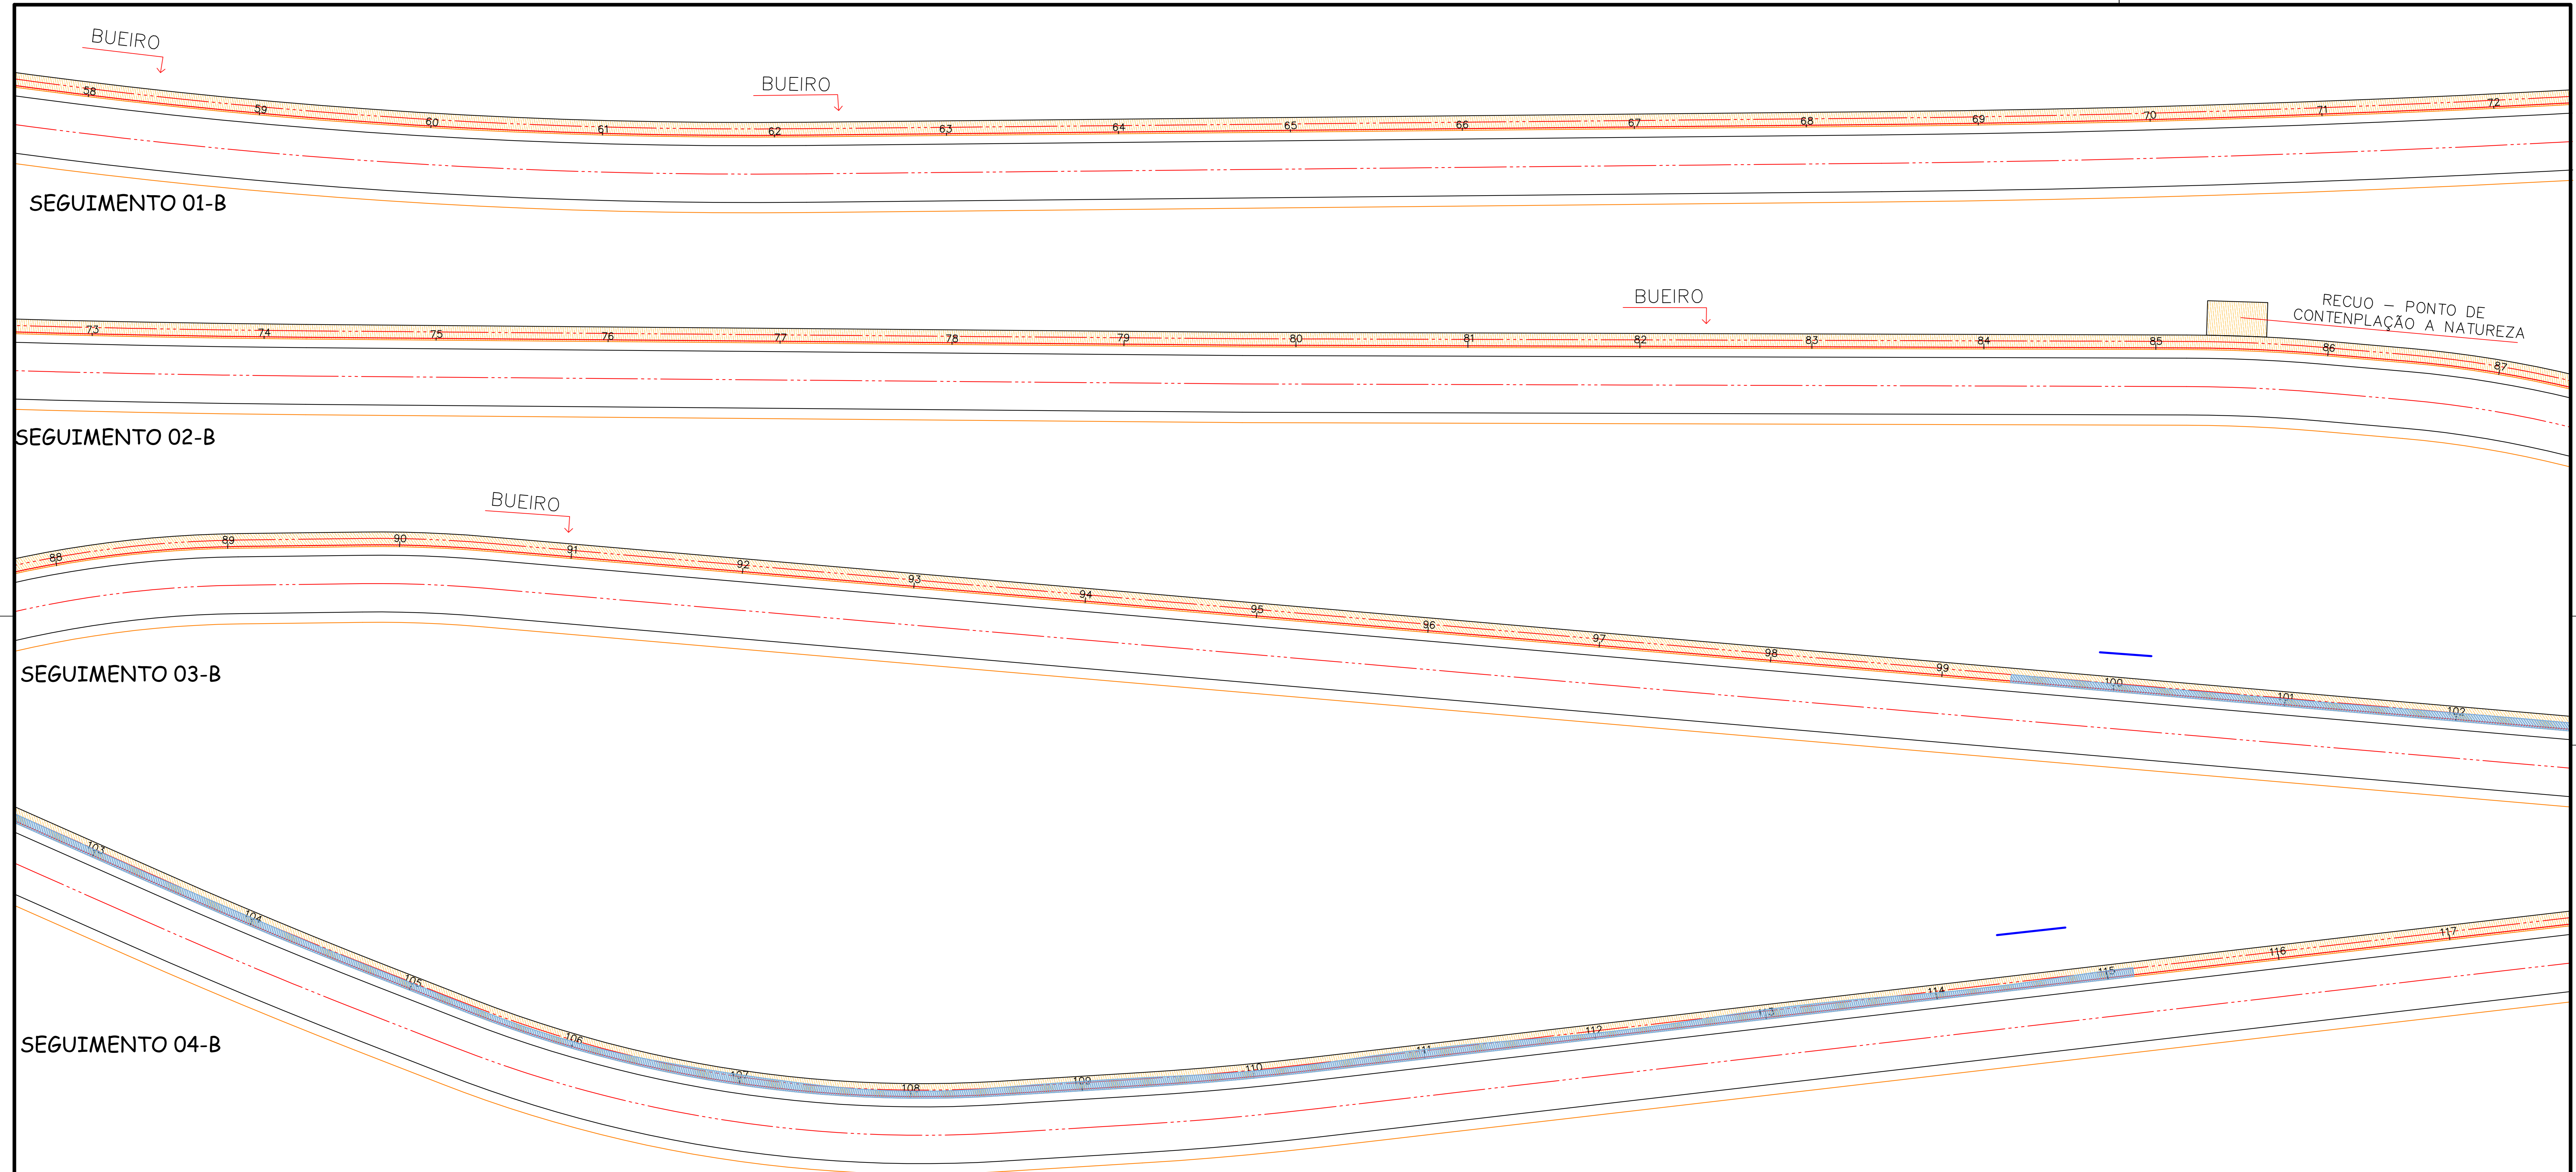 BUEIRO
BUEIRO
58 59 60 61 62 63 64 65 66 67 68 69 70 71 72
SEGUIMENTO 01-B
BUEIRO
RECUO - PONTO DE
CONTENPLAÇÃO A NATUREZA
73 74 75 76 77 78 79 80 81 82 83 84 85 86 87
SEGUIMENTO 02-B
BUEIRO
88 89 90 91 92 93 94 95 96 97 98 99 100 101 102
SEGUIMENTO 03-B
103 104 105 106 107 108 109 110 111 112 113 114 115 116 117
SEGUIMENTO 04-B